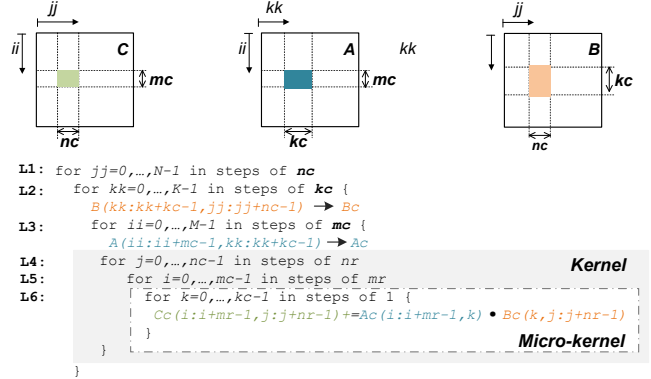 jj
ii
C
mc
nc
kk
ii
A
kk
mc
kc
jj
B
kc
nc
L1: for jj=0,…,N-1 in steps of nc
L2: for kk=0,…,K-1 in steps of kc {
B(kk:kk+kc-1,jj:jj+nc-1) → Bc
L3: for ii=0,…,M-1 in steps of mc {
A(ii:ii+mc-1,kk:kk+kc-1) → Ac
L4: for j=0,…,nc-1 in steps of nr
Kernel
L5: for i=0,…,mc-1 in steps of mr
L6: for k=0,…,kc-1 in steps of 1 {
Cc(i:i+mr-1,j:j+nr-1)+=Ac(i:i+mr-1,k) • Bc(k,j:j+nr-1)
}
Micro-kernel
}
}